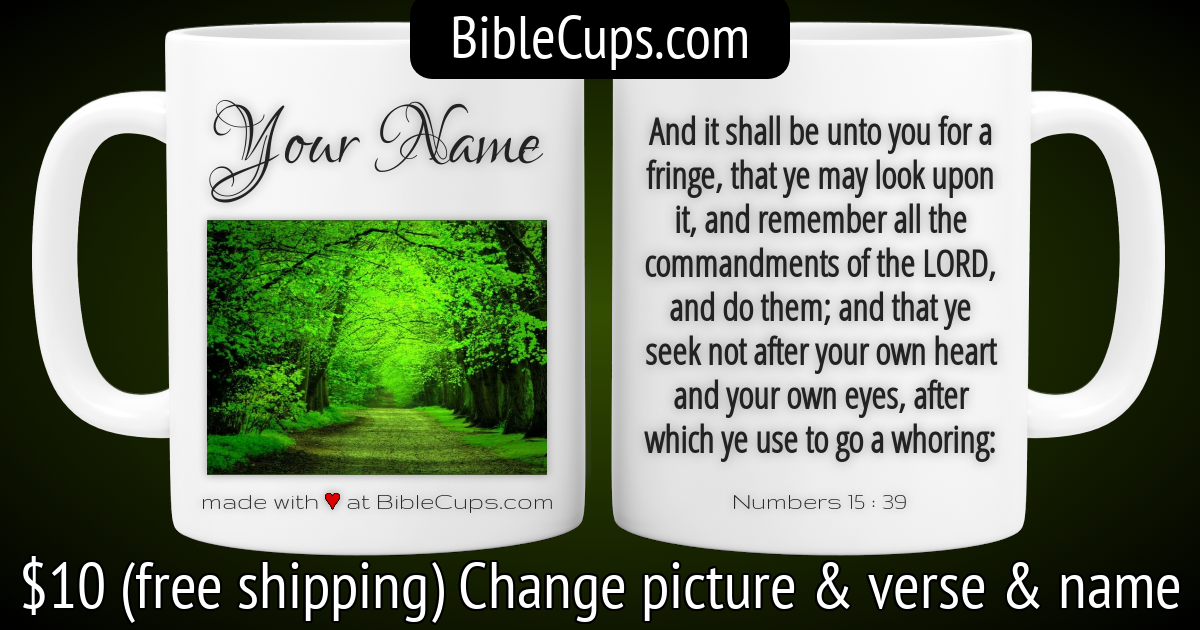 BibleCups.com
Your Name
made with ♥ at BibleCups.com
And it shall be unto you for a
fringe, that ye may look upon
it, and remember all the
commandments of the LORD,
and do them; and that ye
seek not after your own heart
and your own eyes, after
which ye use to go a whoring:
Numbers 15 : 39
$10 (free shipping) Change picture & verse & name